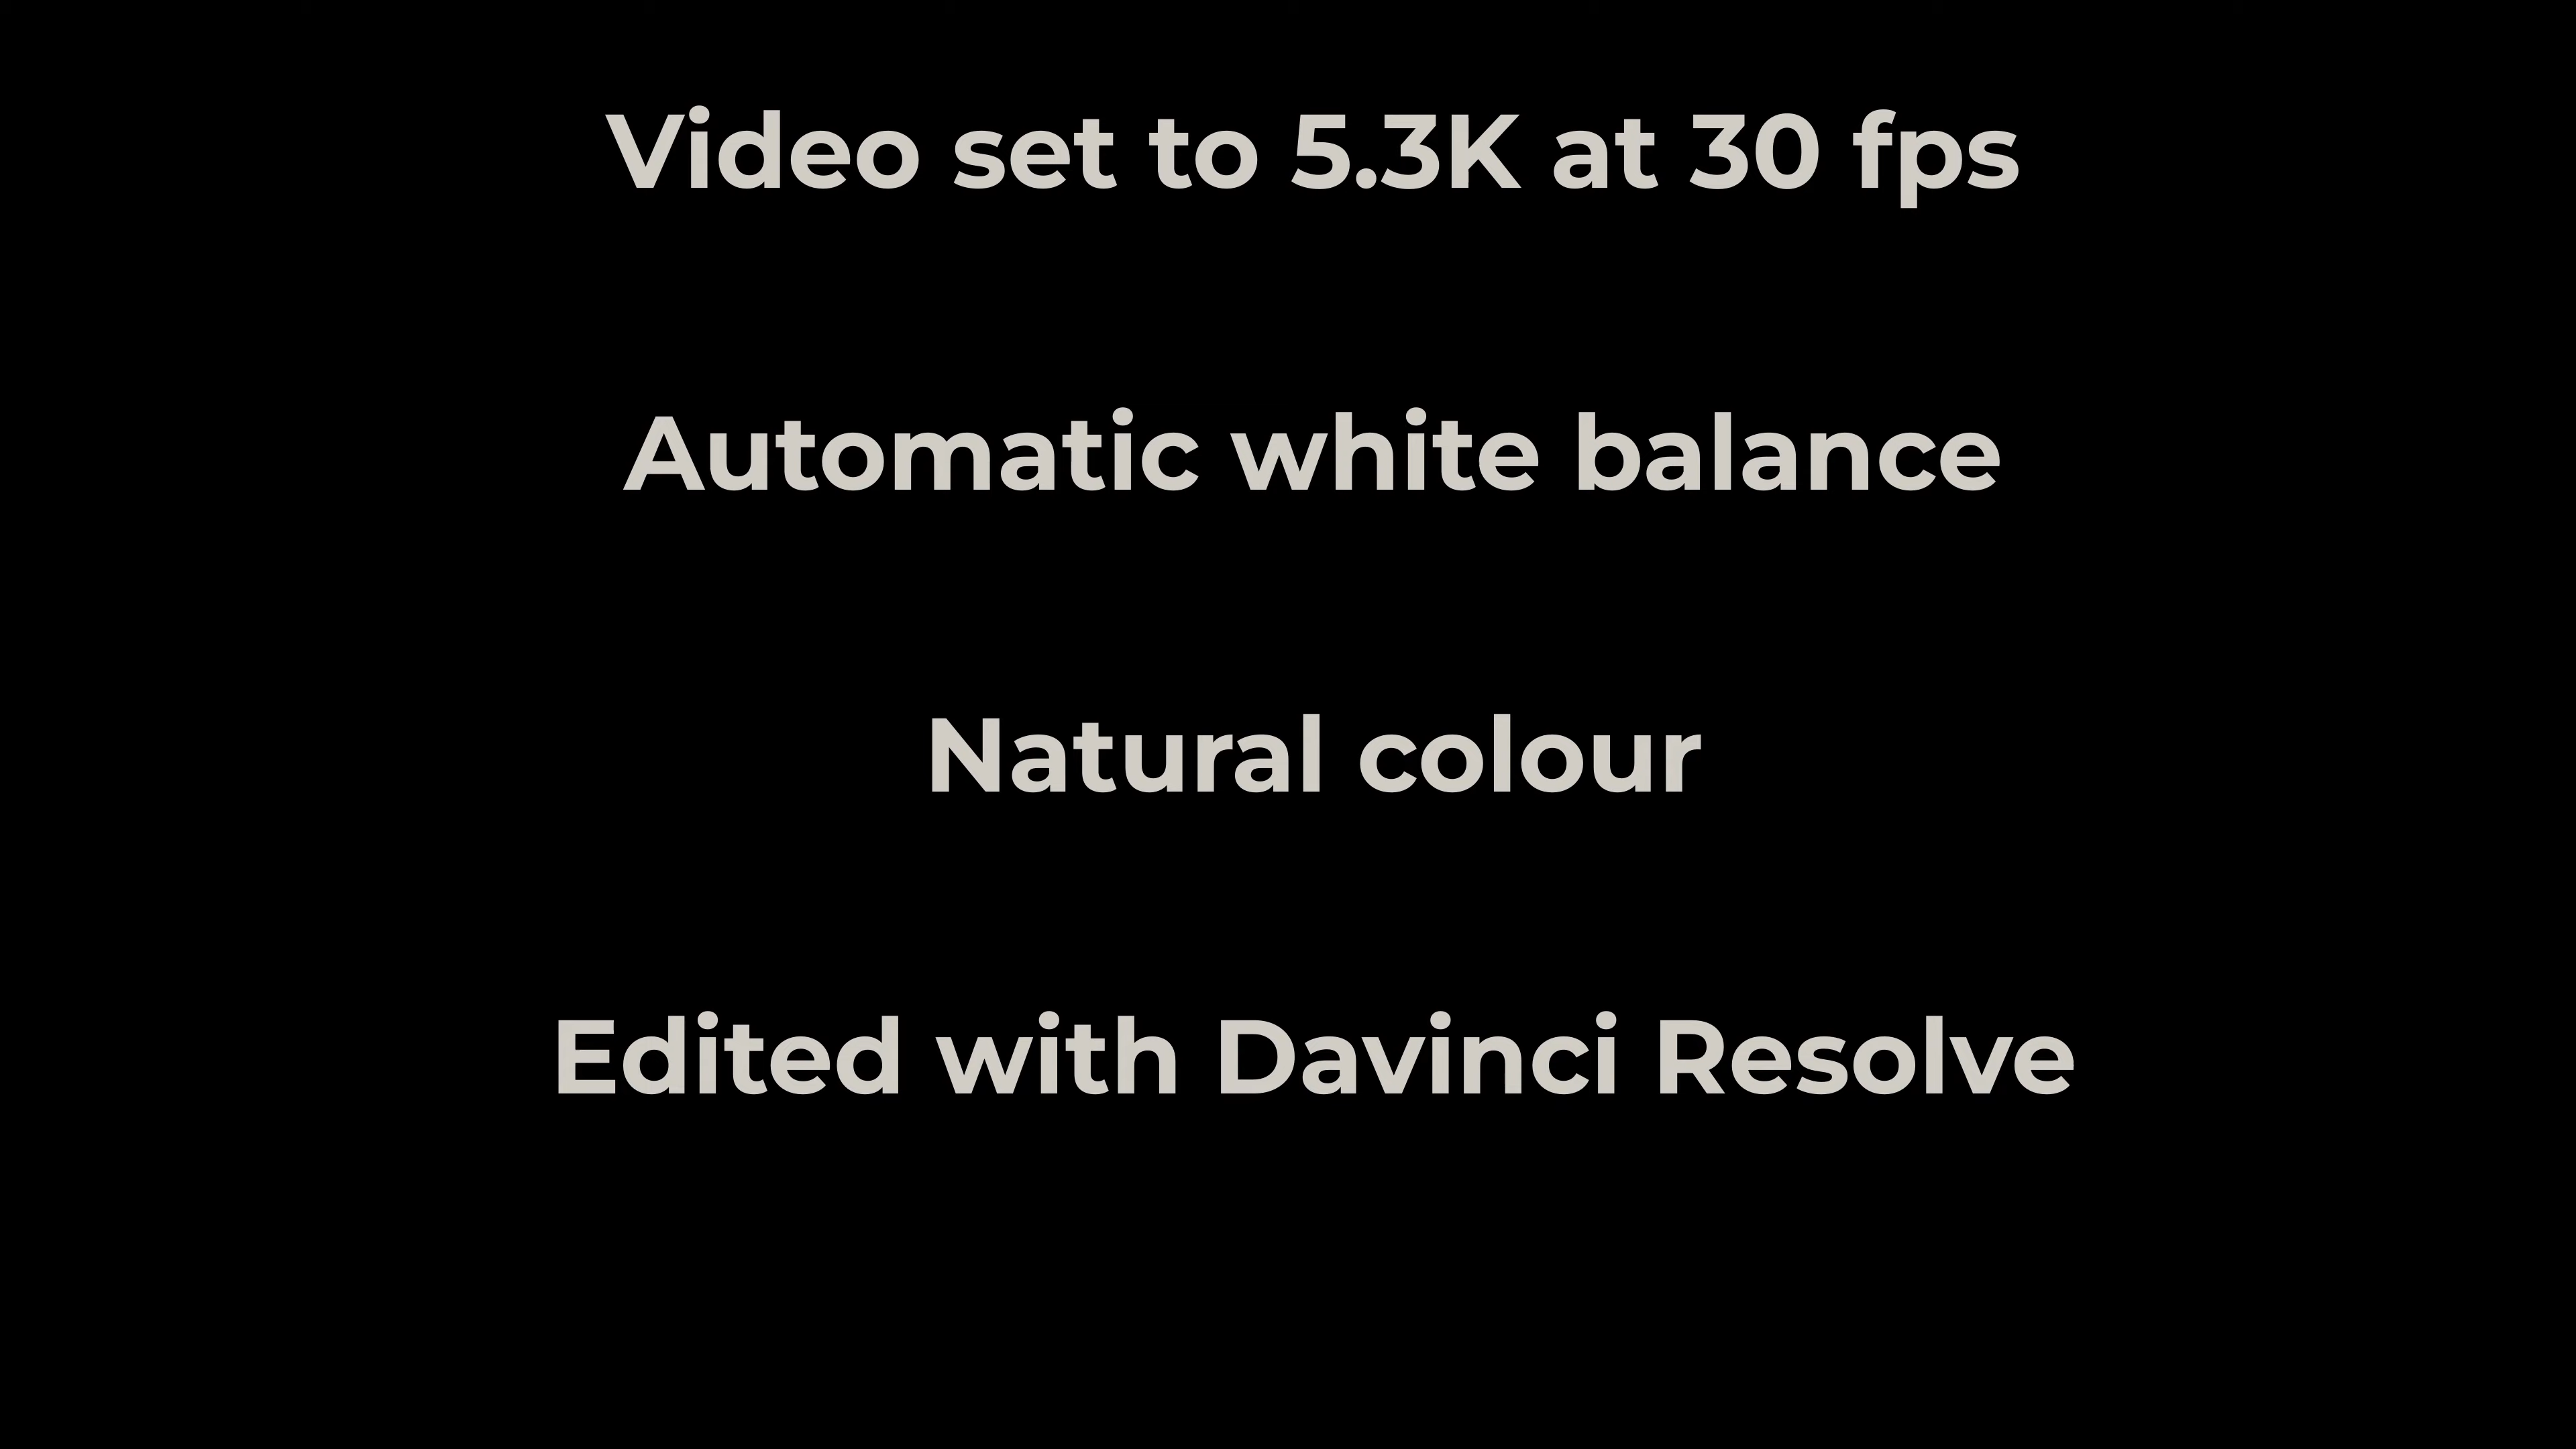 Video set to 5.3K at 30 fps
Automatic white balance
Natural colour
Edited with Davinci Resolve